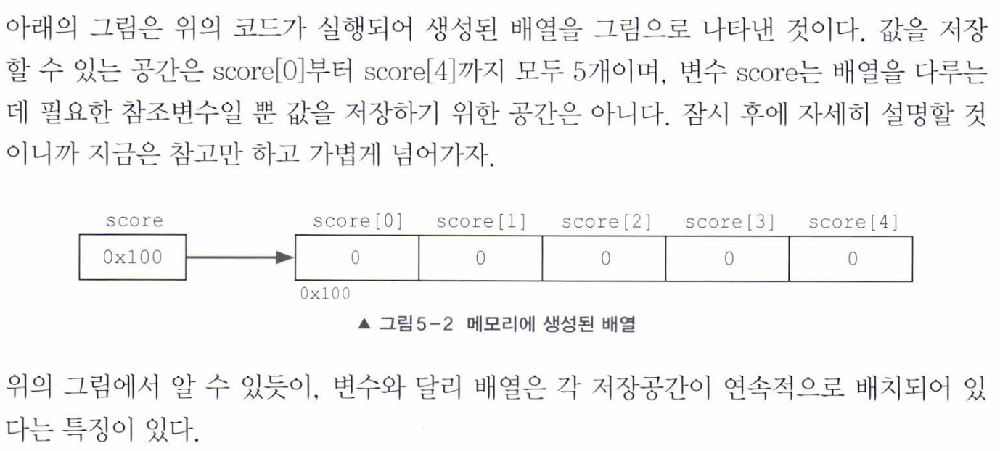 아래의 그림은 위의 코드가 실행되어 생성된 배열을 그림으로 나타낸 것이다. 값을 저장
할 수 있는 공간은 score[0]부터 score[4]까지 모두 5개이며, 변수 score는 배열을 다루는
데 필요한 참조변수일 뿐 값을 저장하기 위한 공간은 아니다. 잠시 후에 자세히 설명할 것
이니까 지금은 참고만 하고 가볍게 넘어가자.
score score[0] score[1] score[2] score[3] score[4]
0x100 0 0 0 0 0
0x100
▲ 그림5-2 메모리에 생성된 배열
위의 그림에서 알 수 있듯이, 변수와 달리 배열은 각 저장공간이 연속적으로 배치되어 있
다는 특징이 있다.